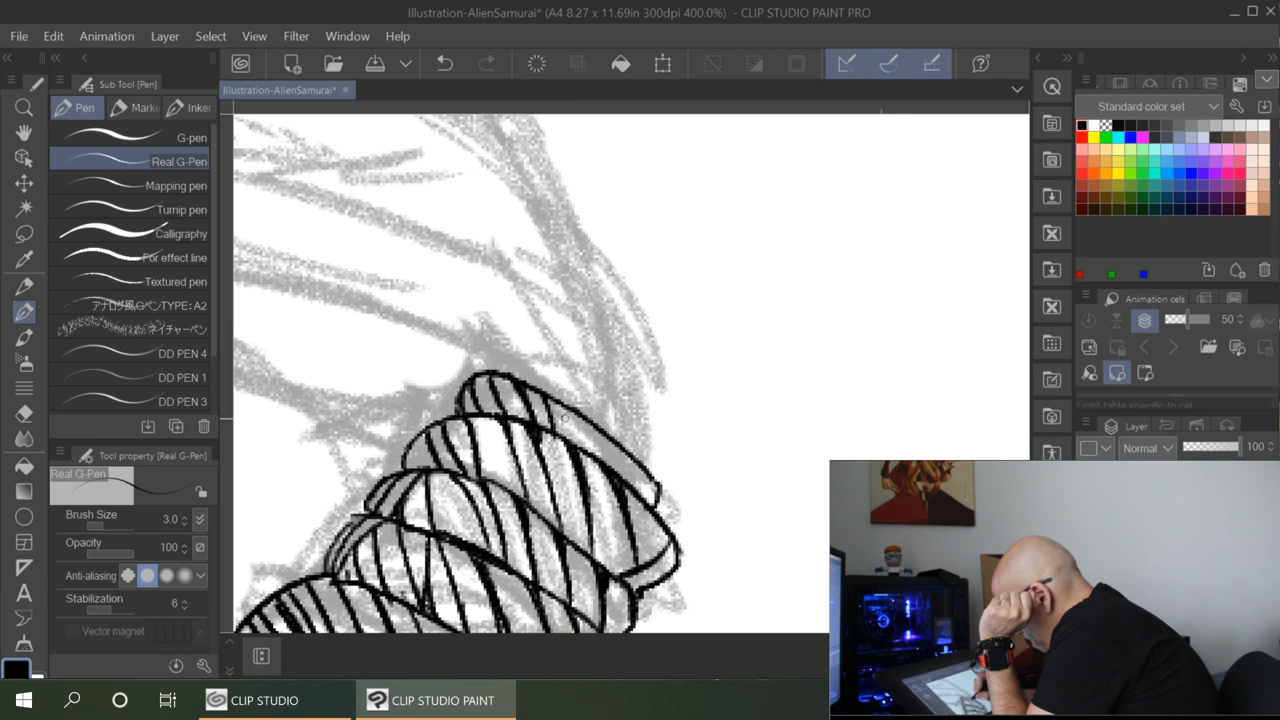 Illustration-AlienSamurai* (A4 8.27 x 11.69in 300dpi 400.0%) - CLIP STUDIO PAINT PRO
File Edit Animation Layer Select View Filter Window Help
Sub Tool [Pen]
Illustration-AlienSamurai*
Pen Marke Inker
Standard color set
G-pen
Real G-Pen
Mapping pen
Turnip pen
Calligraphy
For effect line
Textured pen
アナログ風GペンTYPE: A2
ネイチャーペン
DD PEN 4
DD PEN 1
DD PEN 3
Animation cels
50
Light table specific to cel
Layer
Normal 100
Tool property [Real G-Pen]
Real G-Pen
Brush Size 3.0
Opacity 100
Anti-aliasing
Stabilization 6
Vector magnet
CLIP STUDIO
CLIP STUDIO PAINT